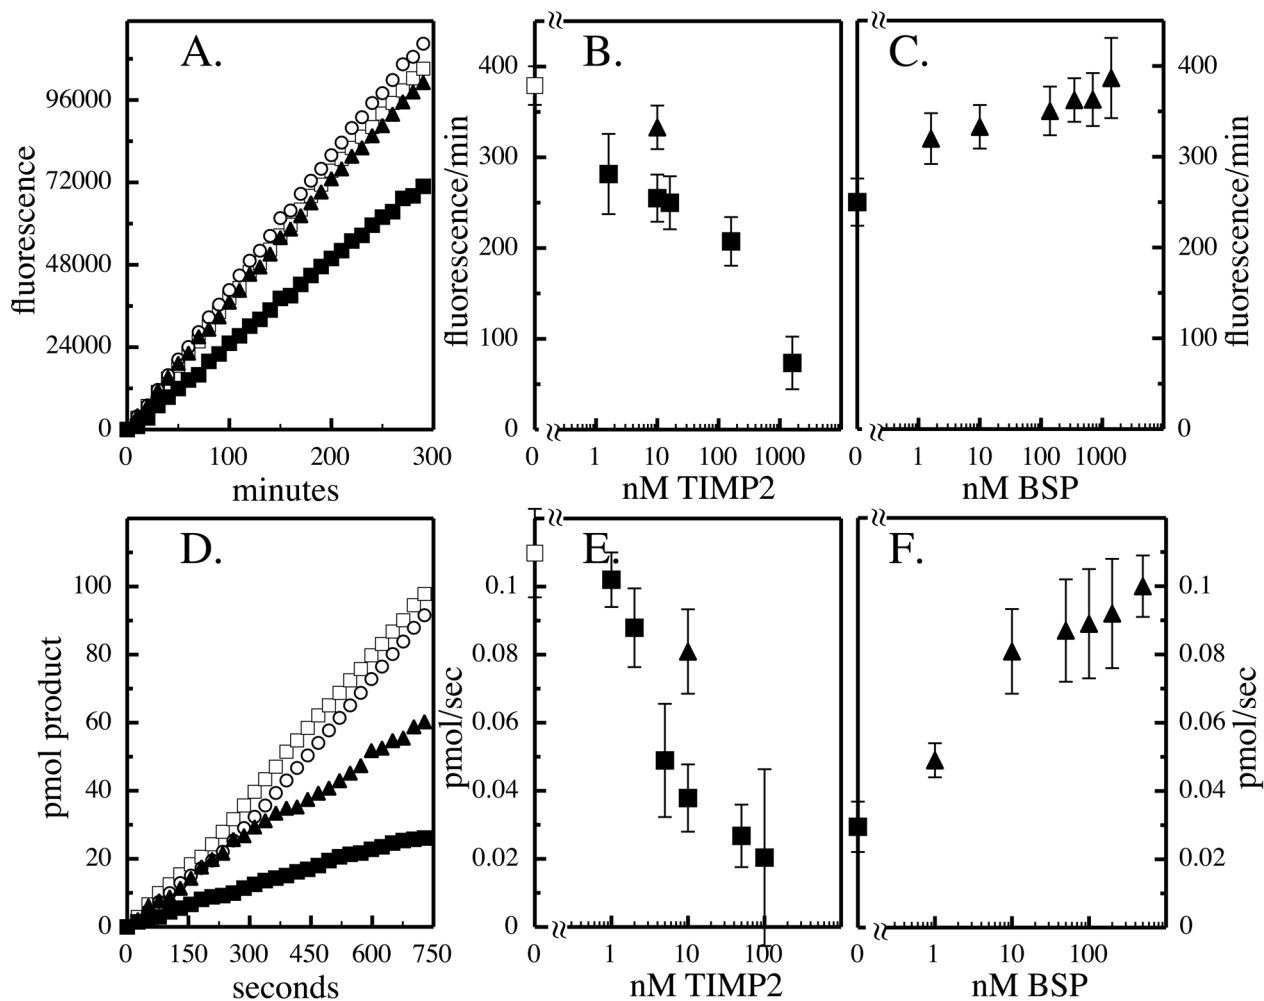 A.
96000
72000
48000
24000
0
fluorescence
0 100 200 300
minutes
B.
400
300
200
100
0
fluorescence/min
0 1 10 100 1000
nM TIMP2
C.
400
300
200
100
0
fluorescence/min
0 1 10 100 1000
nM BSP
D.
100
80
60
40
20
0
pmol product
0 150 300 450 600 750
seconds
E.
0.1
0.08
0.06
0.04
0.02
0
pmol/sec
0 1 10 100
nM TIMP2
F.
0.1
0.08
0.06
0.04
0.02
0
pmol/sec
0 1 10 100
nM BSP